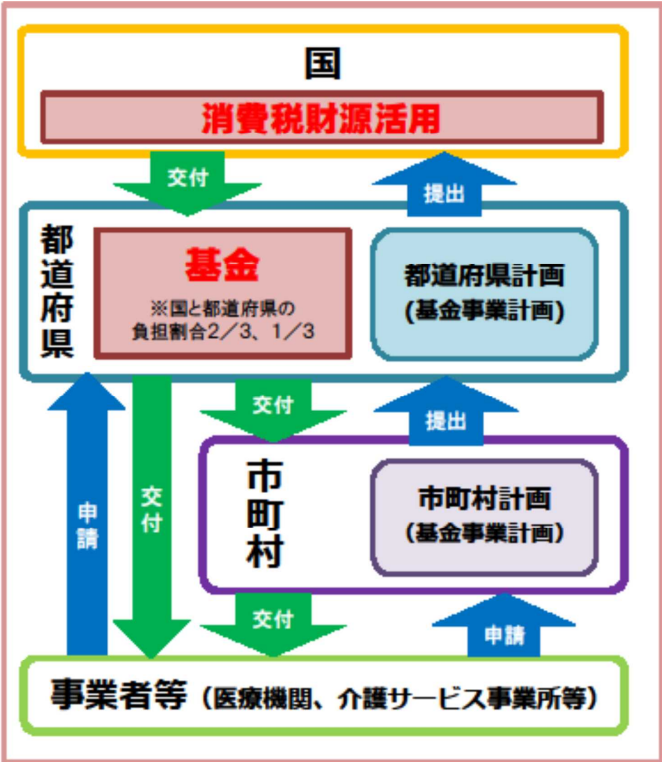 国
消費税財源活用
交付
提出
都道府県
基金
※国と都道府県の
負担割合2／3、1／3
都道府県計画
(基金事業計画)
交付
提出
申請
交付
市町村
市町村計画
（基金事業計画）
交付
申請
事業者等（医療機関、介護サービス事業所等）